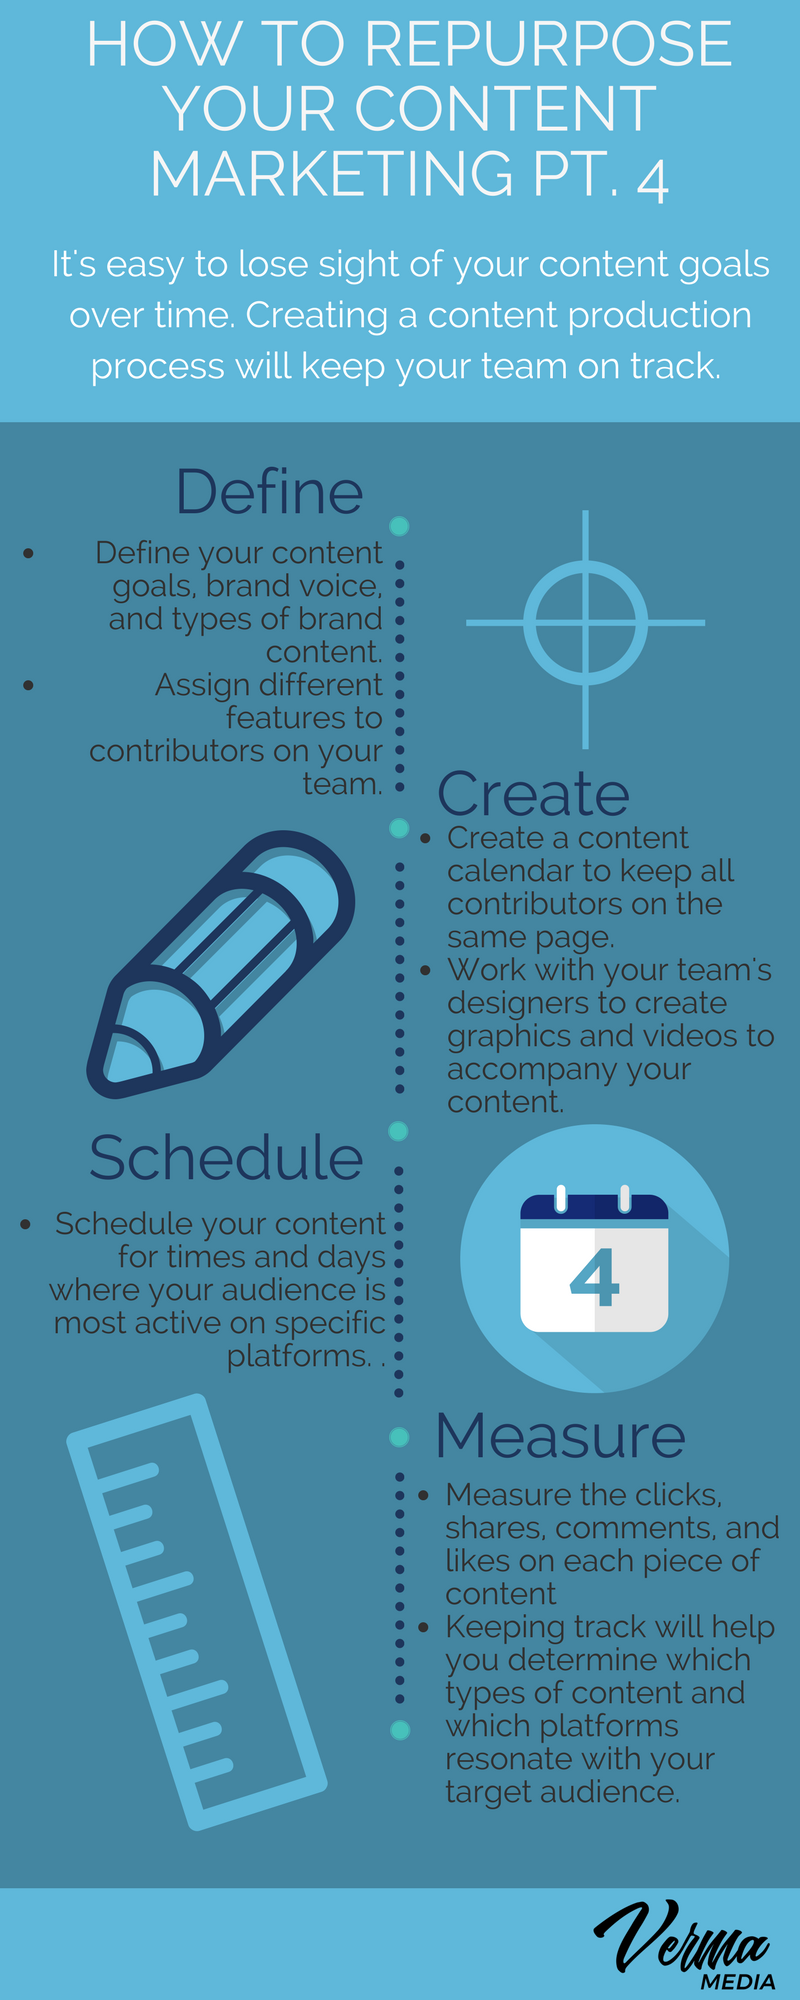 HOW TO REPURPOSE
YOUR CONTENT
MARKETING PT. 4
It's easy to lose sight of your content goals
over time. Creating a content production
process will keep your team on track.
Define
• Define your content
goals, brand voice,
and types of brand
content.
• Assign different
features to
contributors on your
team.
Create
• Create a content
calendar to keep all
contributors on the
same page.
• Work with your team's
designers to create
graphics and videos to
accompany your
content.
Schedule
• Schedule your content
for times and days
where your audience is
most active on specific
platforms. .
4
Measure
• Measure the clicks,
shares, comments, and
likes on each piece of
content
• Keeping track will help
you determine which
types of content and
which platforms
resonate with your
target audience.
Verma
MEDIA